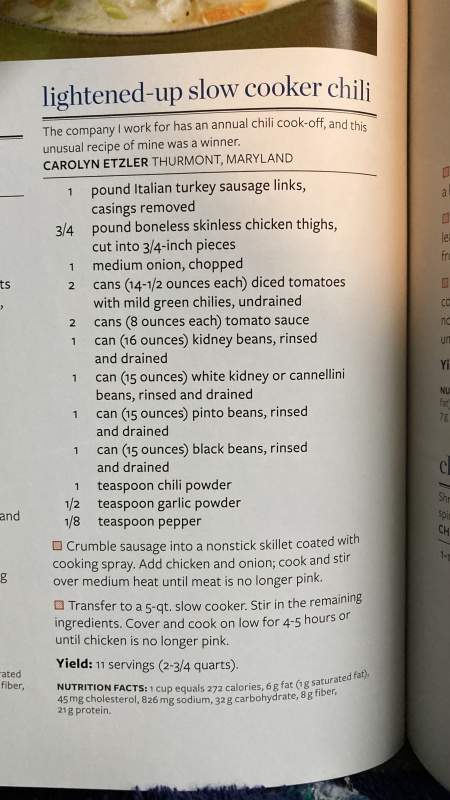 lightened-up slow cooker chili
The company I work for has an annual chili cook-off, and this
unusual recipe of mine was a winner.
CAROLYN ETZLER THURMONT, MARYLAND
1 pound Italian turkey sausage links,
casings removed
3/4 pound boneless skinless chicken thighs,
cut into 3/4-inch pieces
1 medium onion, chopped
2 cans (14-1/2 ounces each) diced tomatoes
with mild green chilies, undrained
2 cans (8 ounces each) tomato sauce
1 can (16 ounces) kidney beans, rinsed
and drained
1 can (15 ounces) white kidney or cannellini
beans, rinsed and drained
1 can (15 ounces) pinto beans, rinsed
and drained
1 can (15 ounces) black beans, rinsed
and drained
1 teaspoon chili powder
1/2 teaspoon garlic powder
1/8 teaspoon pepper
Crumble sausage into a nonstick skillet coated with
cooking spray. Add chicken and onion; cook and stir
over medium heat until meat is no longer pink.
Transfer to a 5-qt. slow cooker. Stir in the remaining
ingredients. Cover and cook on low for 4-5 hours or
until chicken is no longer pink.
Yield: 11 servings (2-3/4 quarts).
NUTRITION FACTS: 1 cup equals 272 calories, 6 g fat (1 g saturated fat),
45 mg cholesterol, 826 mg sodium, 32 g carbohydrate, 8 g fiber,
21 g protein.
and
fiber,